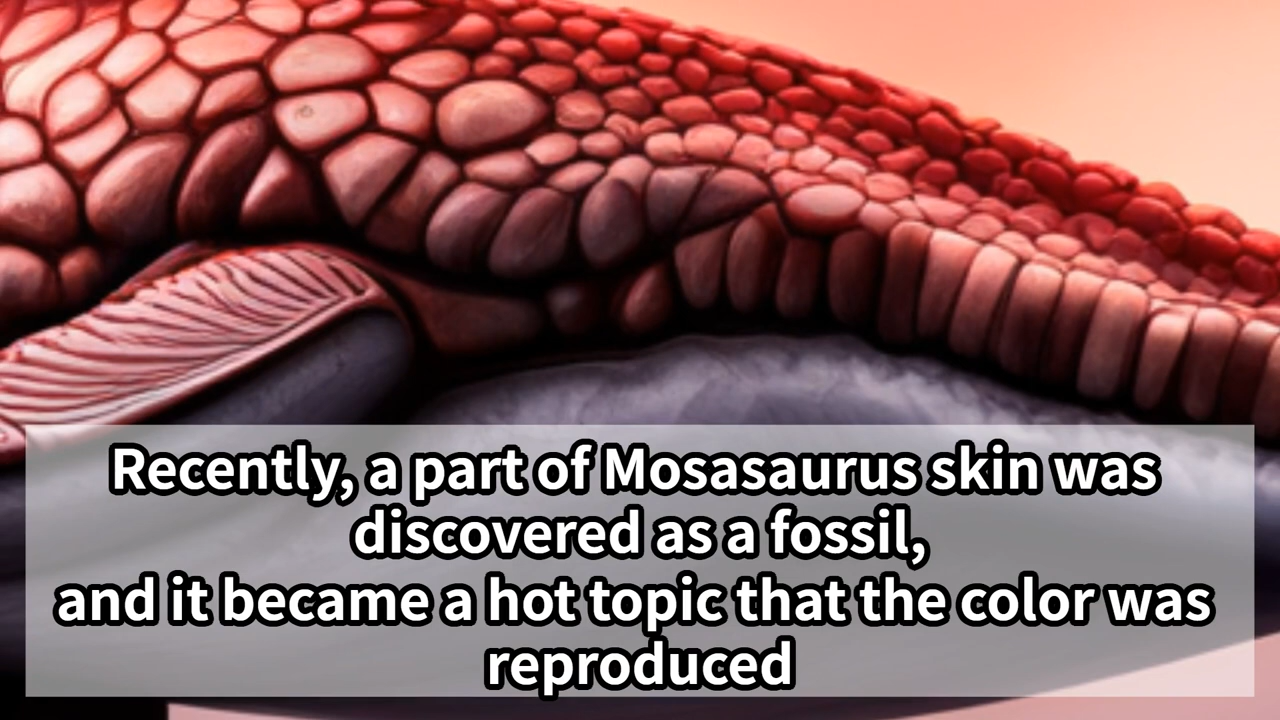 Recently, a part of Mosasaurus skin was
discovered as a fossil,
and it became a hot topic that the color was
reproduced